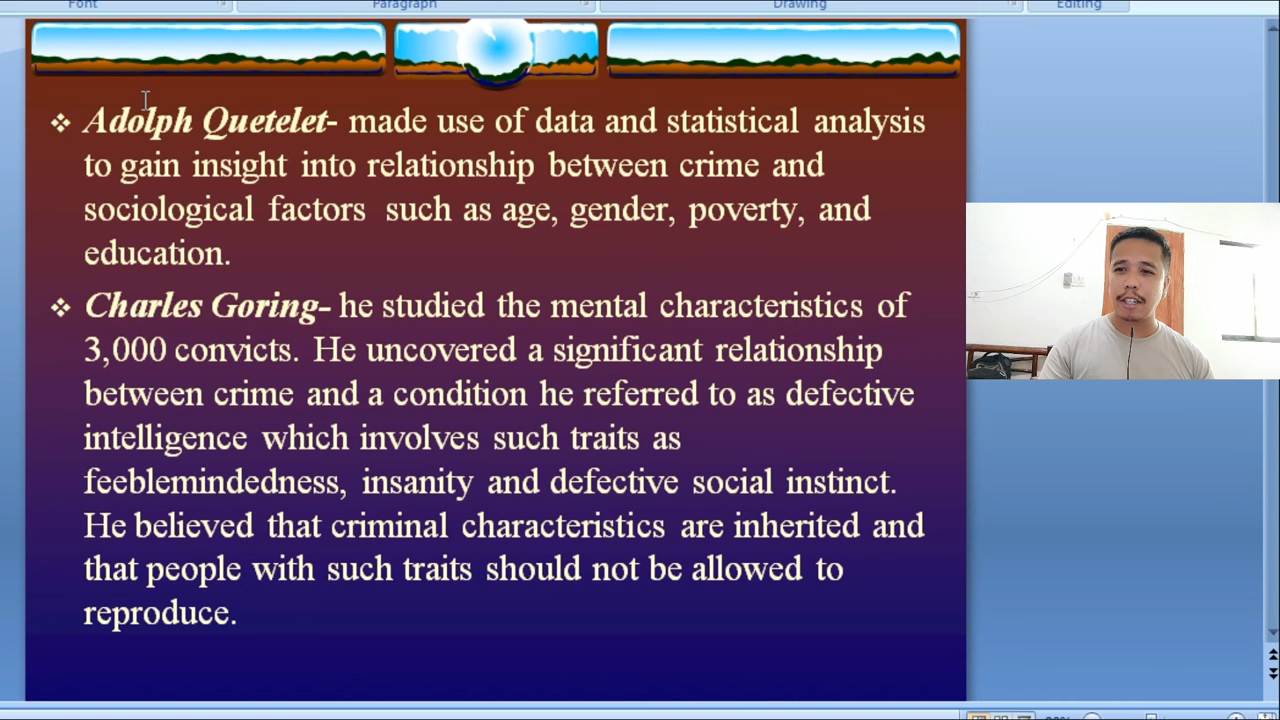 Font Paragraph Drawing Editing
❖ Adolph Quetelet- made use of data and statistical analysis
to gain insight into relationship between crime and
sociological factors such as age, gender, poverty, and
education.
❖ Charles Goring- he studied the mental characteristics of
3,000 convicts. He uncovered a significant relationship
between crime and a condition he referred to as defective
intelligence which involves such traits as
feeblemindedness, insanity and defective social instinct.
He believed that criminal characteristics are inherited and
that people with such traits should not be allowed to
reproduce.